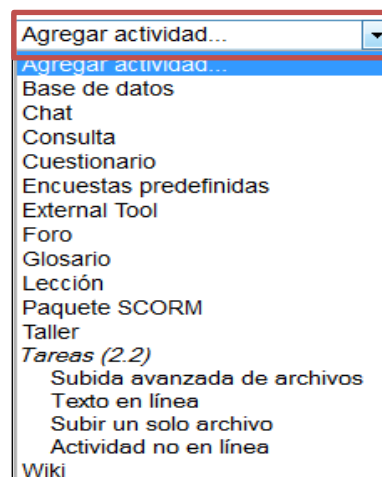 Agregar actividad...
Agregar actividad...
Base de datos
Chat
Consulta
Cuestionario
Encuestas predefinidas
External Tool
Foro
Glosario
Lección
Paquete SCORM
Taller
Tareas (2.2)
Subida avanzada de archivos
Texto en línea
Subir un solo archivo
Actividad no en línea
Wiki